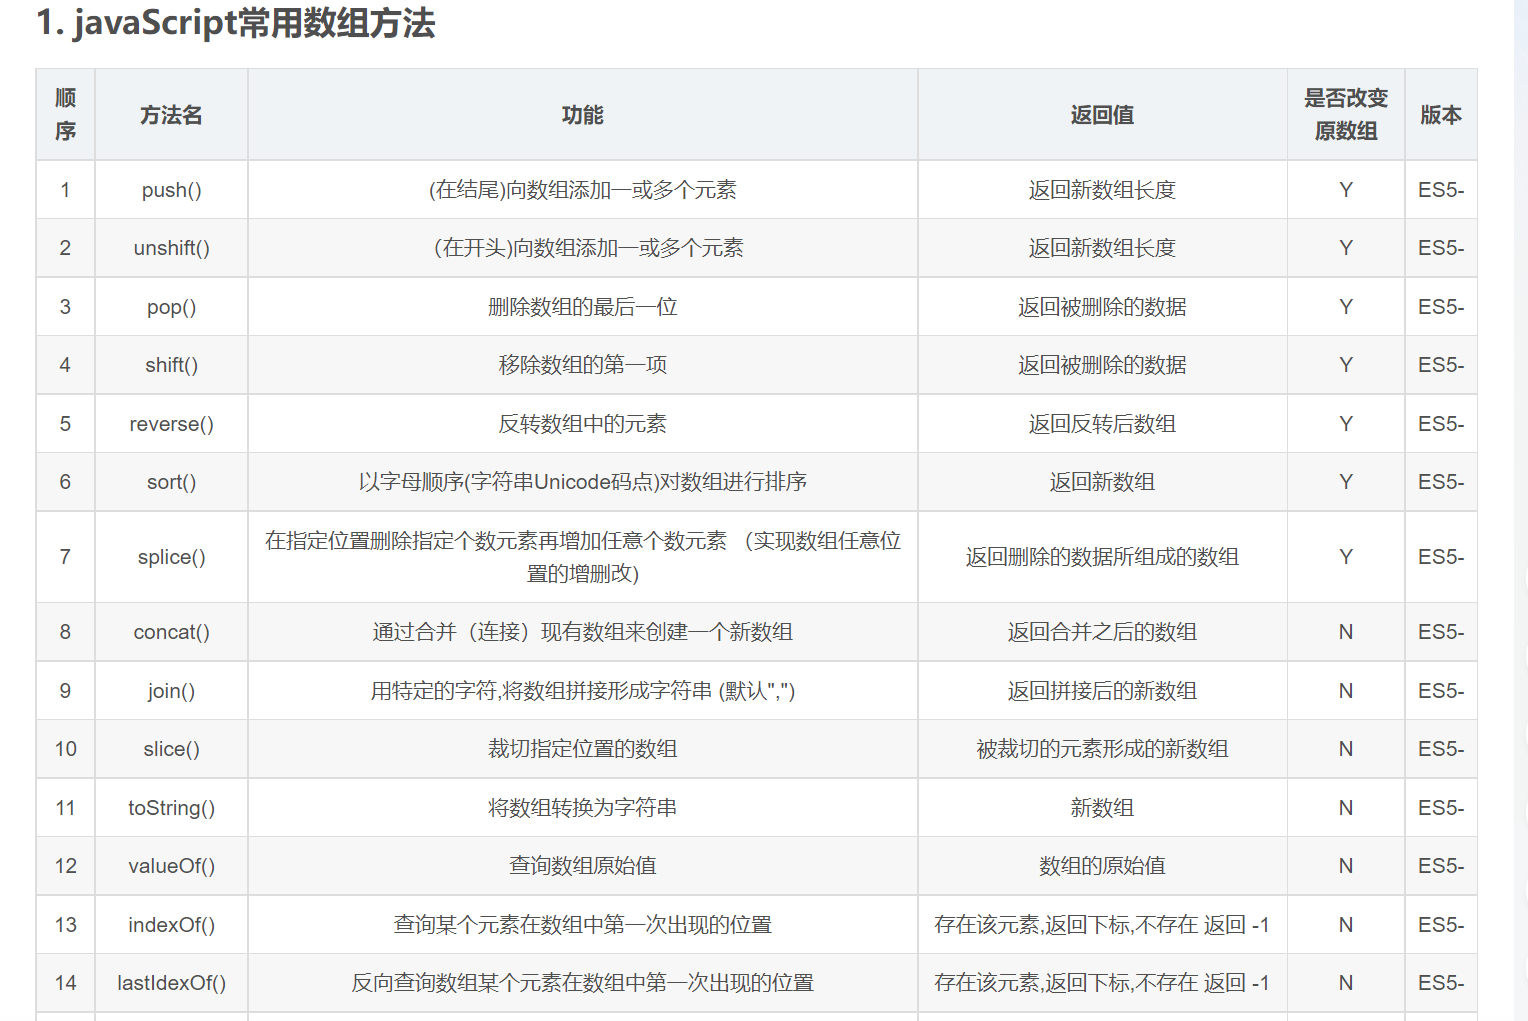 1. javaScript常用数组方法
顺序 方法名 功能 返回值 是否改变原数组 版本
1 push() (在结尾)向数组添加一或多个元素 返回新数组长度 Y ES5-
2 unshift() （在开头)向数组添加一或多个元素 返回新数组长度 Y ES5-
3 pop() 删除数组的最后一位 返回被删除的数据 Y ES5-
4 shift() 移除数组的第一项 返回被删除的数据 Y ES5-
5 reverse() 反转数组中的元素 返回反转后数组 Y ES5-
6 sort() 以字母顺序(字符串Unicode码点)对数组进行排序 返回新数组 Y ES5-
7 splice() 在指定位置删除指定个数元素再增加任意个数元素 （实现数组任意位置的增删改) 返回删除的数据所组成的数组 Y ES5-
8 concat() 通过合并（连接）现有数组来创建一个新数组 返回合并之后的数组 N ES5-
9 join() 用特定的字符,将数组拼接形成字符串 (默认",") 返回拼接后的新数组 N ES5-
10 slice() 裁切指定位置的数组 被裁切的元素形成的新数组 N ES5-
11 toString() 将数组转换为字符串 新数组 N ES5-
12 valueOf() 查询数组原始值 数组的原始值 N ES5-
13 indexOf() 查询某个元素在数组中第一次出现的位置 存在该元素,返回下标,不存在 返回 -1 N ES5-
14 lastIdexOf() 反向查询数组某个元素在数组中第一次出现的位置 存在该元素,返回下标,不存在 返回 -1 N ES5-